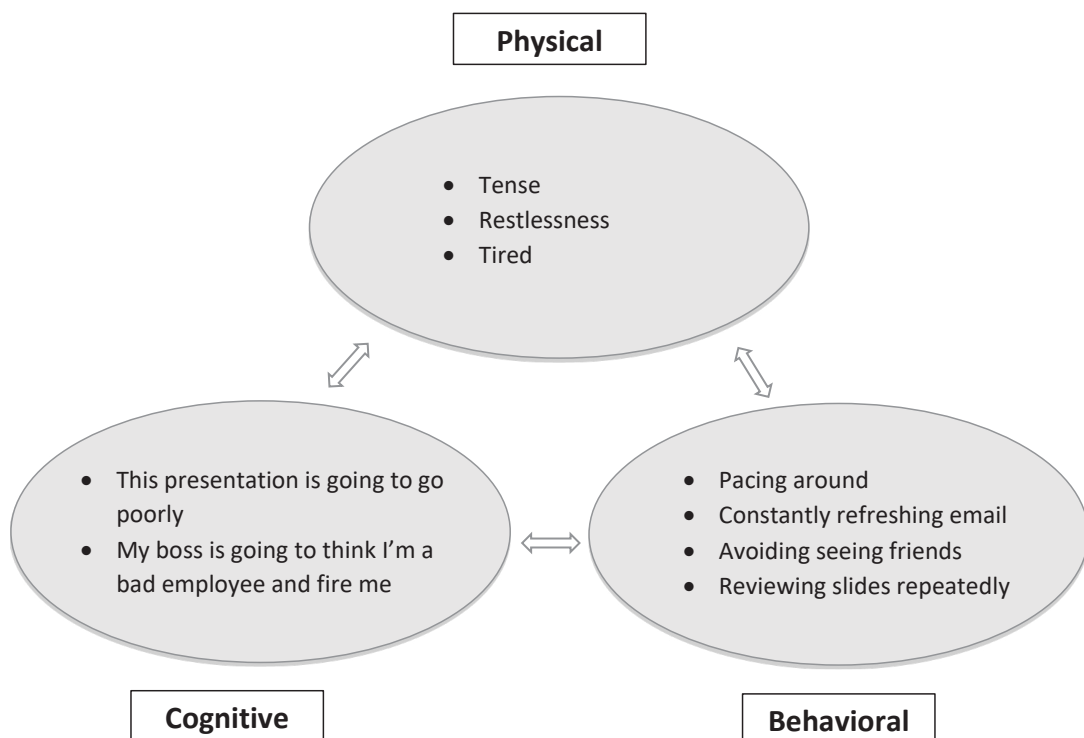 Physical
• Tense
• Restlessness
• Tired
• This presentation is going to go
poorly
• My boss is going to think I’m a
bad employee and fire me
• Pacing around
• Constantly refreshing email
• Avoiding seeing friends
• Reviewing slides repeatedly
Cognitive
Behavioral